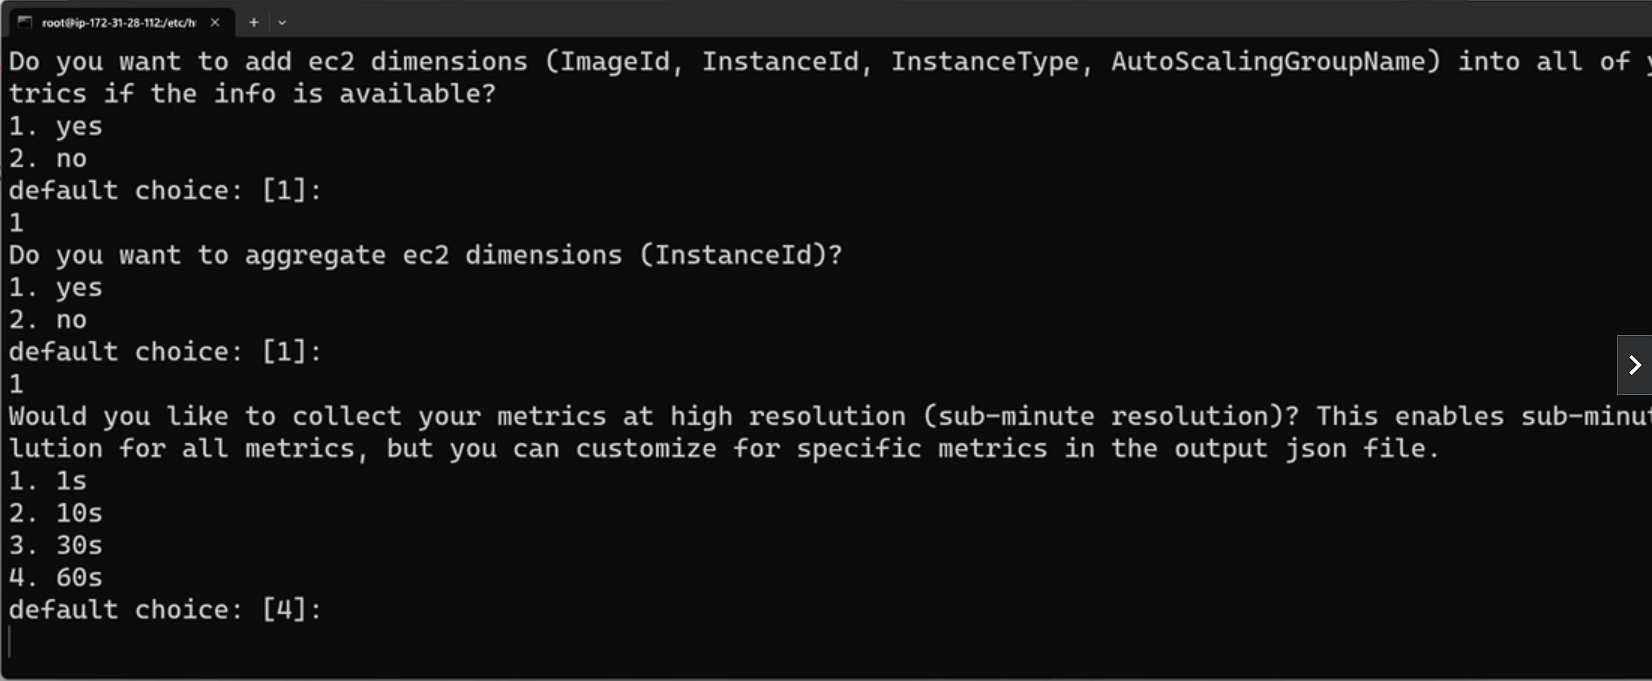 root@ip-172-31-28-112:/etc/h
Do you want to add ec2 dimensions (ImageId, InstanceId, InstanceType, AutoScalingGroupName) into all of
trics if the info is available?
1. yes
2. no
default choice: [1]:
1
Do you want to aggregate ec2 dimensions (InstanceId)?
1. yes
2. no
default choice: [1]:
1
Would you like to collect your metrics at high resolution (sub-minute resolution)? This enables sub-minut
lution for all metrics, but you can customize for specific metrics in the output json file.
1. 1s
2. 10s
3. 30s
4. 60s
default choice: [4]: